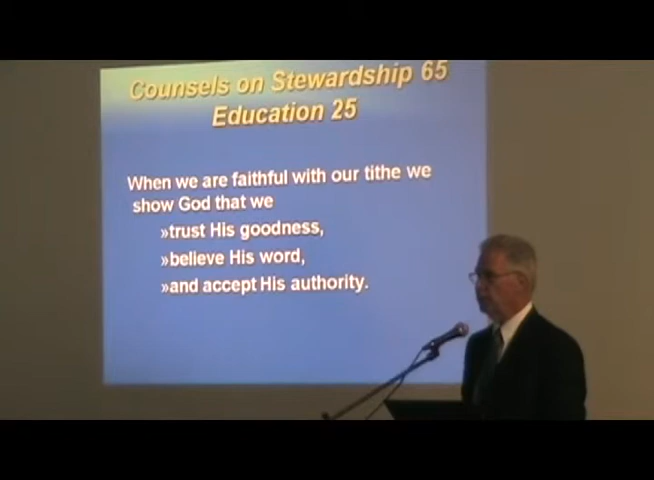 Counsels on Stewardship 65
Education 25
When we are faithful with our tithe we
show God that we
»trust His goodness,
»believe His word,
»and accept His authority.